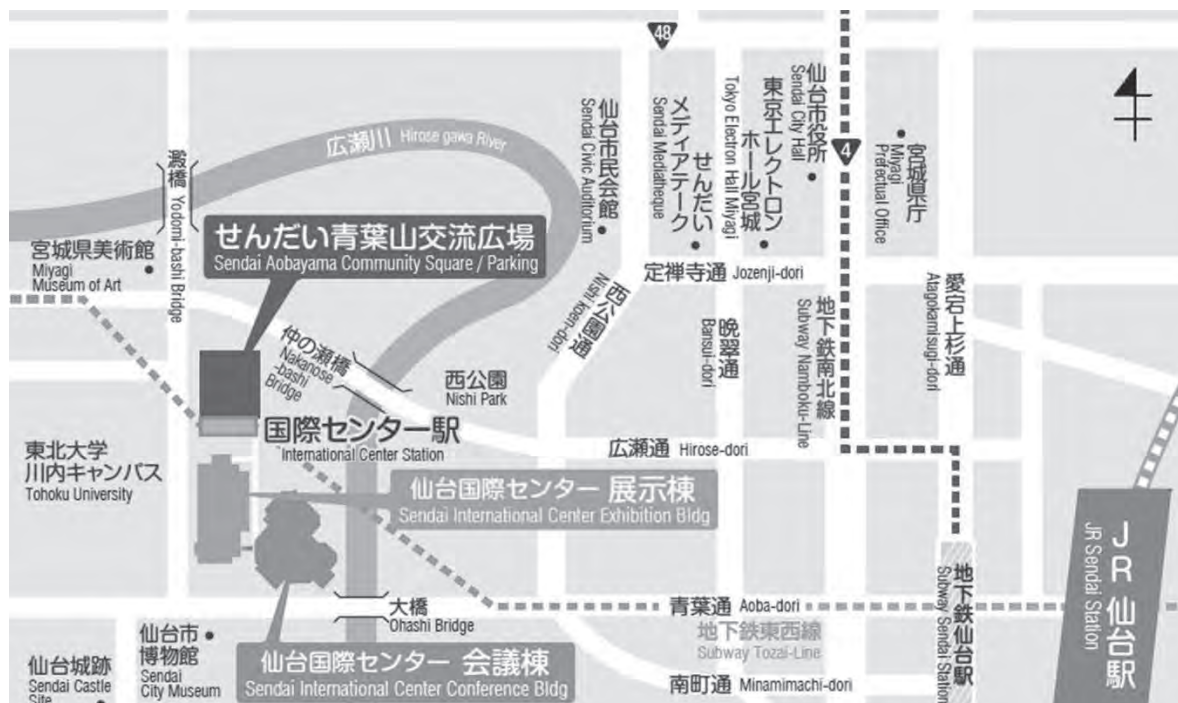 48
仙台市民会館
Sendai Civic Auditorium
せんだい
メディアテーク
Sendai Mediatheque
東京エレクトロン
ホール宮城
Tokyo Electron Hall Miyagi
仙台市役所
Sendai City Hall
4
宮城県庁
Miyagi
Prefectual Office
広瀬川 Hirose gawa River
澱橋 Yodomi-bashi Bridge
せんだい青葉山交流広場
Sendai Aobayama Community Square / Parking
宮城県美術館
Miyagi
Museum of Art
定禅寺通 Jozenji-dori
西公園通
Nishi koen-dori
晩翠通
Bansui-dori
地下鉄南北線
Subway Namboku-Line
愛宕上杉通
Atagokamisugi-dori
仲の瀬橋
Nakanose
-bashi
Bridge
西公園
Nishi Park
国際センター駅
International Center Station
広瀬通 Hirose-dori
東北大学
川内キャンパス
Tohoku University
仙台国際センター 展示棟
Sendai International Center Exhibition Bldg
JR仙台駅
JR Sendai Station
地下鉄仙台駅
Subway Sendai Station
大橋
Ohashi Bridge
青葉通 Aoba-dori
地下鉄東西線
Subway Tozai-Line
仙台市
博物館
Sendai
City Museum
仙台城跡
Sendai Castle
Site
仙台国際センター 会議棟
Sendai International Center Conference Bldg
南町通 Minamimachi-dori